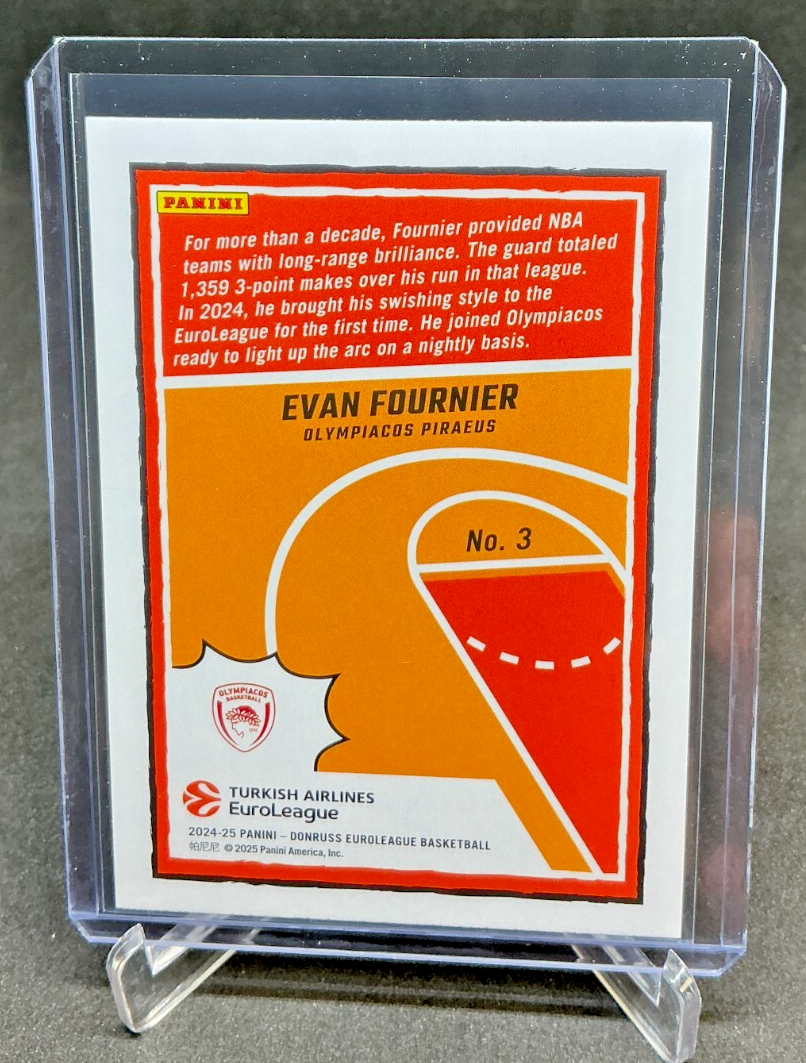 PANINI
For more than a decade, Fournier provided NBA
teams with long-range brilliance. The guard totaled
1,359 3-point makes over his run in that league.
In 2024, he brought his swishing style to the
EuroLeague for the first time. He joined Olympiacos
ready to light up the arc on a nightly basis.
EVAN FOURNIER
OLYMPIACOS PIRAEUS
No. 3
OLYMPIACOS
BASKETBALL
TURKISH AIRLINES
EuroLeague
2024-25 PANINI – DONRUSS EUROLEAGUE BASKETBALL
帕尼尼 © 2025 Panini America, Inc.